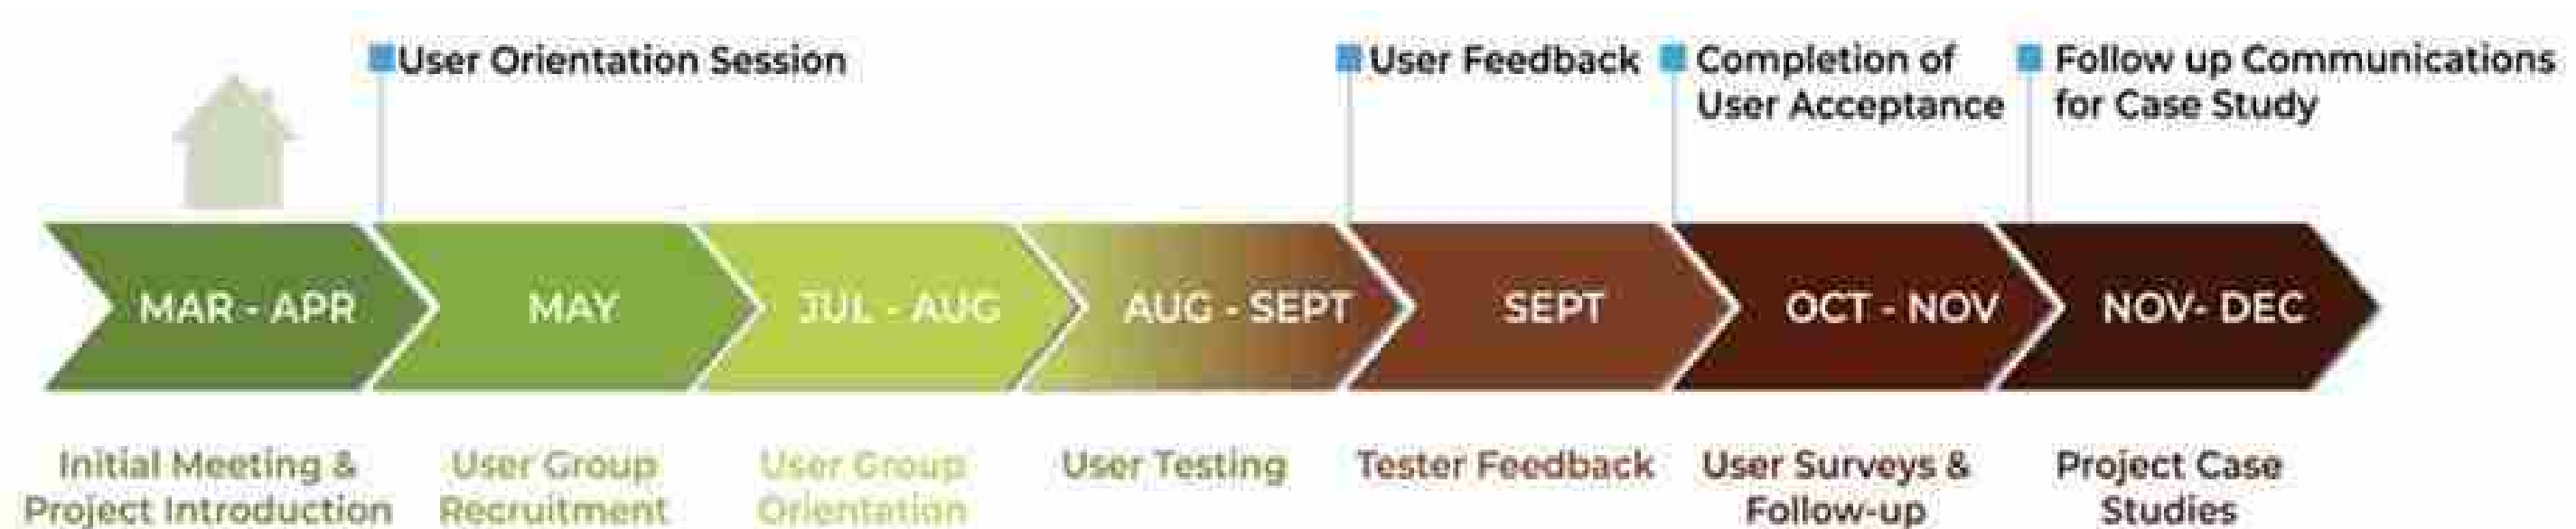 User Orientation Session
User Feedback
Completion of
User Acceptance
Follow up Communications
for Case Study
MAR - APR
MAY
JUL - AUG
AUG - SEPT
SEPT
OCT - NOV
NOV- DEC
Initial Meeting &
Project Introduction
User Group
Recruitment
User Group
Orientation
User Testing
Tester Feedback
User Surveys &
Follow-up
Project Case
Studies